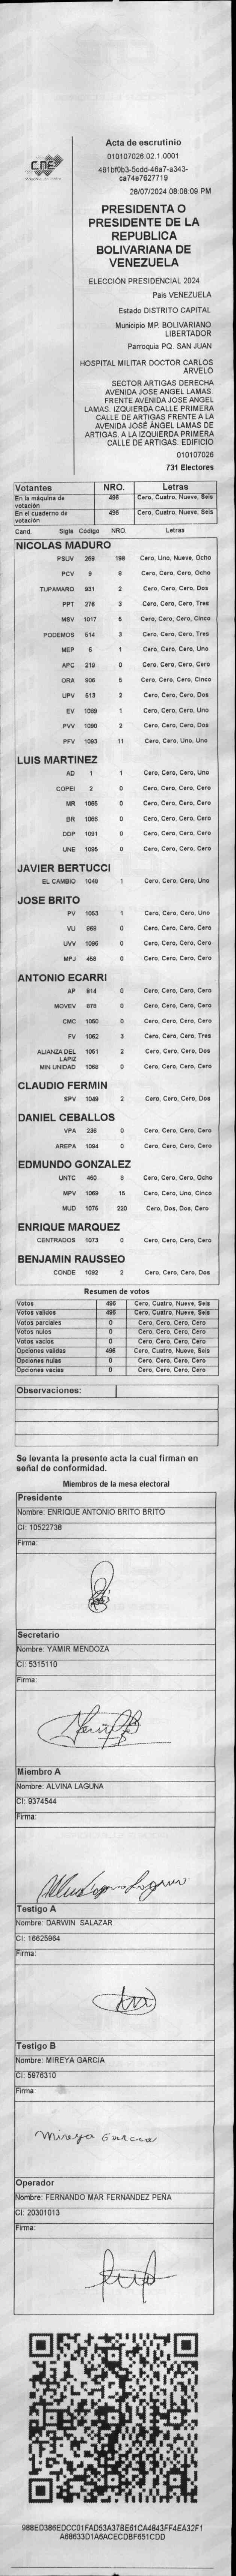 CNE
Acta de escrutinio
010107026.02.1.0001
491bf0b3-5cdd-46a7-a343-
ca74e7627719
28/07/2024 08:08:09 PM
PRESIDENTA O
PRESIDENTE DE LA
REPUBLICA
BOLIVARIANA DE
VENEZUELA
ELECCIÓN PRESIDENCIAL 2024
Pais VENEZUELA
Estado DISTRITO CAPITAL
Municipio MP. BOLIVARIANO
LIBERTADOR
Parroquia PQ. SAN JUAN
HOSPITAL MILITAR DOCTOR CARLOS
ARVELO
SECTOR ARTIGAS DERECHA
AVENIDA JOSE ANGEL LAMAS.
FRENTE AVENIDA JOSE ANGEL
LAMAS. IZQUIERDA CALLE PRIMERA
CALLE DE ARTIGAS FRENTE A LA
AVENIDA JOSÉ ANGEL LAMAS DE
ARTIGAS. A LA IZQUIERDA PRIMERA
CALLE DE ARTIGAS. EDIFICIO
010107026
731 Electores
Votantes NRO. Letras
En la máquina de votación 496 Cero, Cuatro, Nueve, Seis
En el cuaderno de votación 496 Cero, Cuatro, Nueve, Seis
Cand. Sigla Código NRO. Letras
NICOLAS MADURO
PSUV 269 198 Cero, Uno, Nueve, Ocho
PCV 9 8 Cero, Cero, Cero, Ocho
TUPAMARO 931 2 Cero, Cero, Cero, Dos
PPT 276 3 Cero, Cero, Cero, Tres
MSV 1017 5 Cero, Cero, Cero, Cinco
PODEMOS 514 3 Cero, Cero, Cero, Tres
MEP 6 1 Cero, Cero, Cero, Uno
APC 219 0 Cero, Cero, Cero, Cero
ORA 906 5 Cero, Cero, Cero, Cinco
UPV 613 2 Cero, Cero, Cero, Dos
EV 1089 1 Cero, Cero, Cero, Uno
PVV 1090 2 Cero, Cero, Cero, Dos
PFV 1093 11 Cero, Cero, Uno, Uno
LUIS MARTINEZ
AD 1 1 Cero, Cero, Cero, Uno
COPEI 2 0 Cero, Cero, Cero, Cero
MR 1065 0 Cero, Cero, Cero, Cero
BR 1066 0 Cero, Cero, Cero, Cero
DDP 1091 0 Cero, Cero, Cero, Cero
UNE 1095 0 Cero, Cero, Cero, Cero
JAVIER BERTUCCI
EL CAMBIO 1048 1 Cero, Cero, Cero, Uno
JOSE BRITO
PV 1053 1 Cero, Cero, Cero, Uno
VU 869 0 Cero, Cero, Cero, Cero
UVV 1096 0 Cero, Cero, Cero, Cero
MPJ 458 0 Cero, Cero, Cero, Cero
ANTONIO ECARRI
AP 814 0 Cero, Cero, Cero, Cero
MOVEV 878 0 Cero, Cero, Cero, Cero
CMC 1050 0 Cero, Cero, Cero, Cero
FV 1062 3 Cero, Cero, Cero, Tres
ALIANZA DEL LAPIZ 1051 2 Cero, Cero, Cero, Dos
MIN UNIDAD 1068 0 Cero, Cero, Cero, Cero
CLAUDIO FERMIN
SPV 1049 2 Cero, Cero, Cero, Dos
DANIEL CEBALLOS
VPA 236 0 Cero, Cero, Cero, Cero
AREPA 1094 0 Cero, Cero, Cero, Cero
EDMUNDO GONZALEZ
UNTC 460 8 Cero, Cero, Cero, Ocho
MPV 1069 15 Cero, Cero, Uno, Cinco
MUD 1075 220 Cero, Dos, Dos, Cero
ENRIQUE MARQUEZ
CENTRADOS 1073 0 Cero, Cero, Cero, Cero
BENJAMIN RAUSSEO
CONDE 1092 2 Cero, Cero, Cero, Dos
Resumen de votos
Votos 496 Cero, Cuatro, Nueve, Seis
Votos validos 496 Cero, Cuatro, Nueve, Seis
Votos parciales 0 Cero, Cero, Cero, Cero
Votos nulos 0 Cero, Cero, Cero, Cero
Votos vacios 0 Cero, Cero, Cero, Cero
Opciones validas 496 Cero, Cuatro, Nueve, Seis
Opciones nulas 0 Cero, Cero, Cero, Cero
Opciones vacias 0 Cero, Cero, Cero, Cero
Observaciones:
Se levanta la presente acta la cual firman en
señal de conformidad.
Miembros de la mesa electoral
Presidente
Nombre: ENRIQUE ANTONIO BRITO BRITO
CI: 10522738
Firma:
Secretario
Nombre: YAMIR MENDOZA
CI: 5315110
Firma:
Miembro A
Nombre: ALVINA LAGUNA
CI: 9374544
Firma:
Testigo A
Nombre: DARWIN SALAZAR
CI: 16625964
Firma:
Testigo B
Nombre: MIREYA GARCIA
CI: 5976310
Firma:
Mireya Garcia
Operador
Nombre: FERNANDO MAR FERNANDEZ PEÑA
CI: 20301013
Firma:
988ED386EDCC01FAD53A37BE61CA4843FF4EA32F1
A68633D1A6ACECDBF651CDD